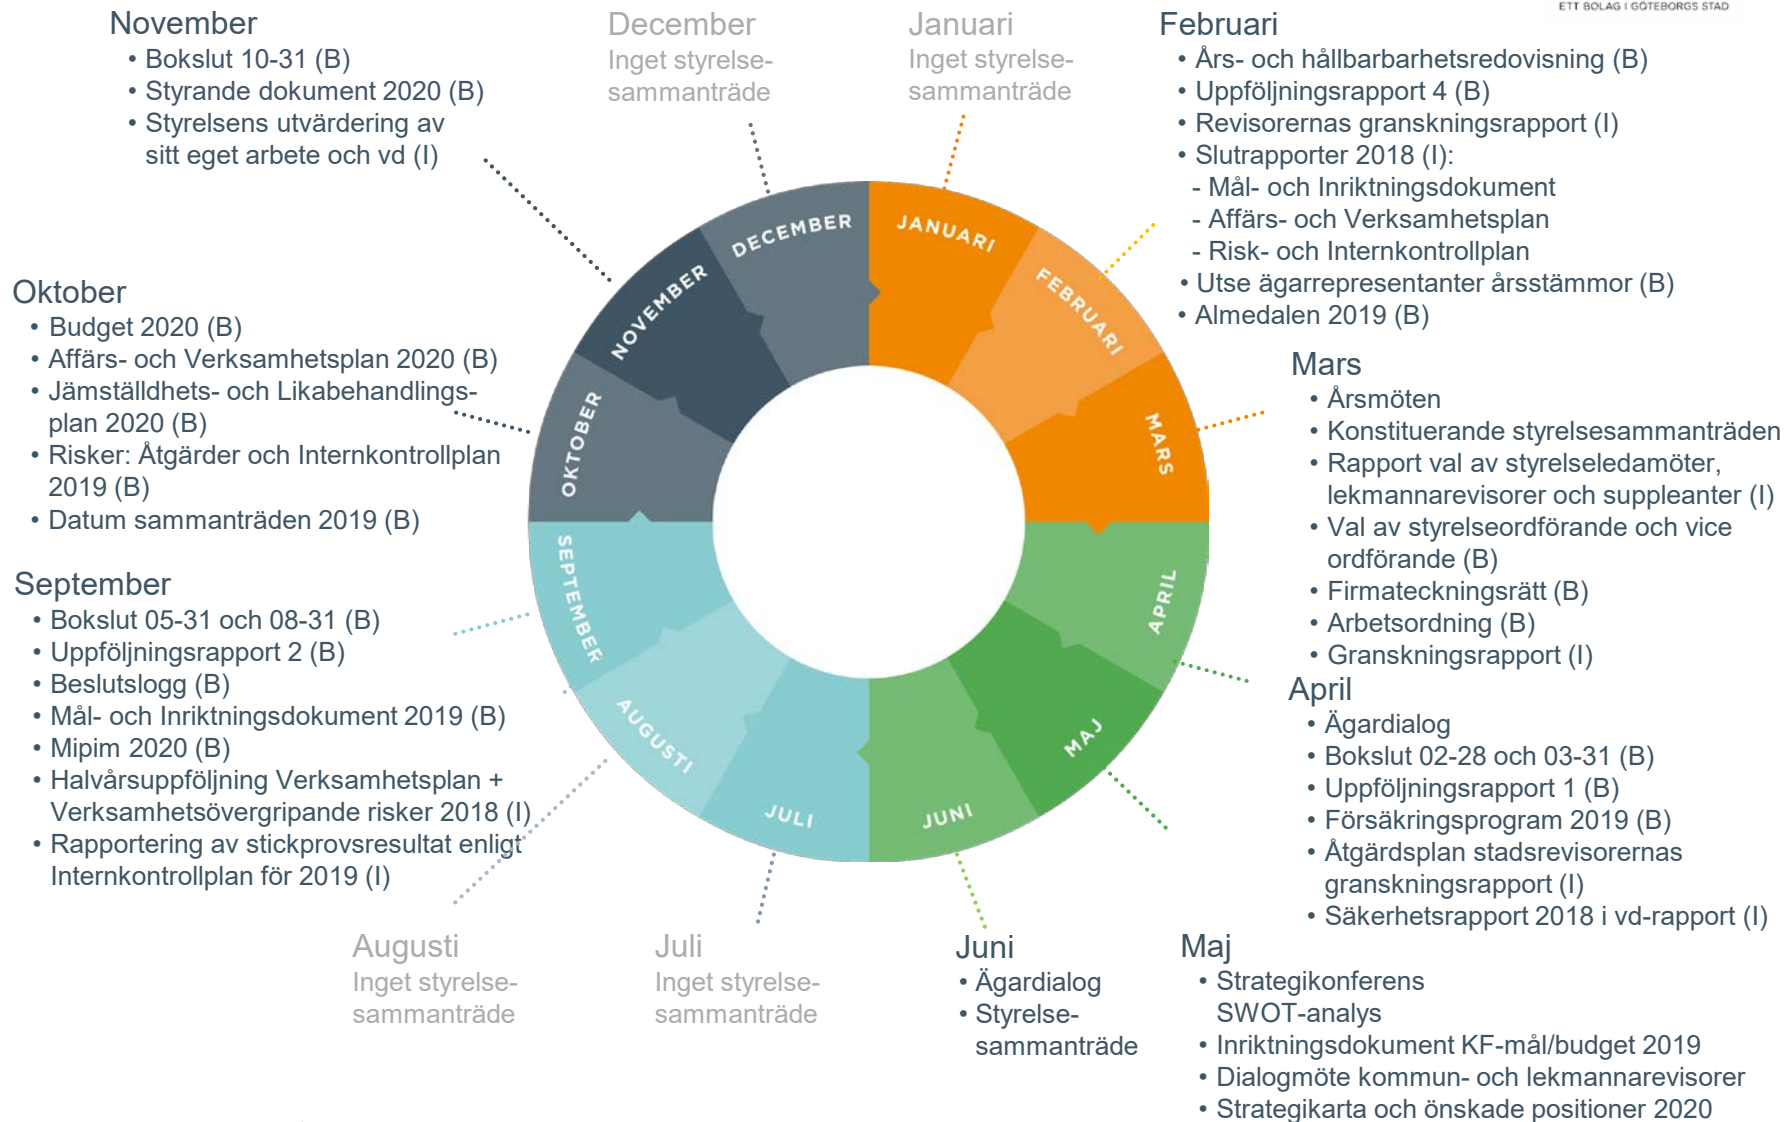 ETT BOLAG I GÖTEBORGS STAD
November
• Bokslut 10-31 (B)
• Styrande dokument 2020 (B)
• Styrelsens utvärdering av
sitt eget arbete och vd (I)
December
Inget styrelse-
sammanträde
Januari
Inget styrelse-
sammanträde
Februari
• Års- och hållbarbarhetsredovisning (B)
• Uppföljningsrapport 4 (B)
• Revisorernas granskningsrapport (I)
• Slutrapporter 2018 (I):
- Mål- och Inriktningsdokument
- Affärs- och Verksamhetsplan
- Risk- och Internkontrollplan
• Utse ägarrepresentanter årsstämmor (B)
• Almedalen 2019 (B)
Mars
• Årsmöten
• Konstituerande styrelsesammanträden
• Rapport val av styrelseledamöter,
lekmannarevisorer och suppleanter (I)
• Val av styrelseordförande och vice
ordförande (B)
• Firmateckningsrätt (B)
• Arbetsordning (B)
• Granskningsrapport (I)
April
• Ägardialog
• Bokslut 02-28 och 03-31 (B)
• Uppföljningsrapport 1 (B)
• Försäkringsprogram 2019 (B)
• Åtgärdsplan stadsrevisorernas
granskningsrapport (I)
• Säkerhetsrapport 2018 i vd-rapport (I)
Maj
• Strategikonferens
SWOT-analys
• Inriktningsdokument KF-mål/budget 2019
• Dialogmöte kommun- och lekmannarevisorer
• Strategikarta och önskade positioner 2020
Juni
• Ägardialog
• Styrelse-
sammanträde
Juli
Inget styrelse-
sammanträde
Augusti
Inget styrelse-
sammanträde
September
• Bokslut 05-31 och 08-31 (B)
• Uppföljningsrapport 2 (B)
• Beslutslogg (B)
• Mål- och Inriktningsdokument 2019 (B)
• Mipim 2020 (B)
• Halvårsuppföljning Verksamhetsplan +
Verksamhetsövergripande risker 2018 (I)
• Rapportering av stickprovsresultat enligt
Internkontrollplan för 2019 (I)
Oktober
• Budget 2020 (B)
• Affärs- och Verksamhetsplan 2020 (B)
• Jämställdhets- och Likabehandlings-
plan 2020 (B)
• Risker: Åtgärder och Internkontrollplan
2019 (B)
• Datum sammanträden 2019 (B)
JANUARI
FEBRUARI
MARS
APRIL
MAJ
JUNI
JULI
AUGUSTI
SEPTEMBER
OKTOBER
NOVEMBER
DECEMBER